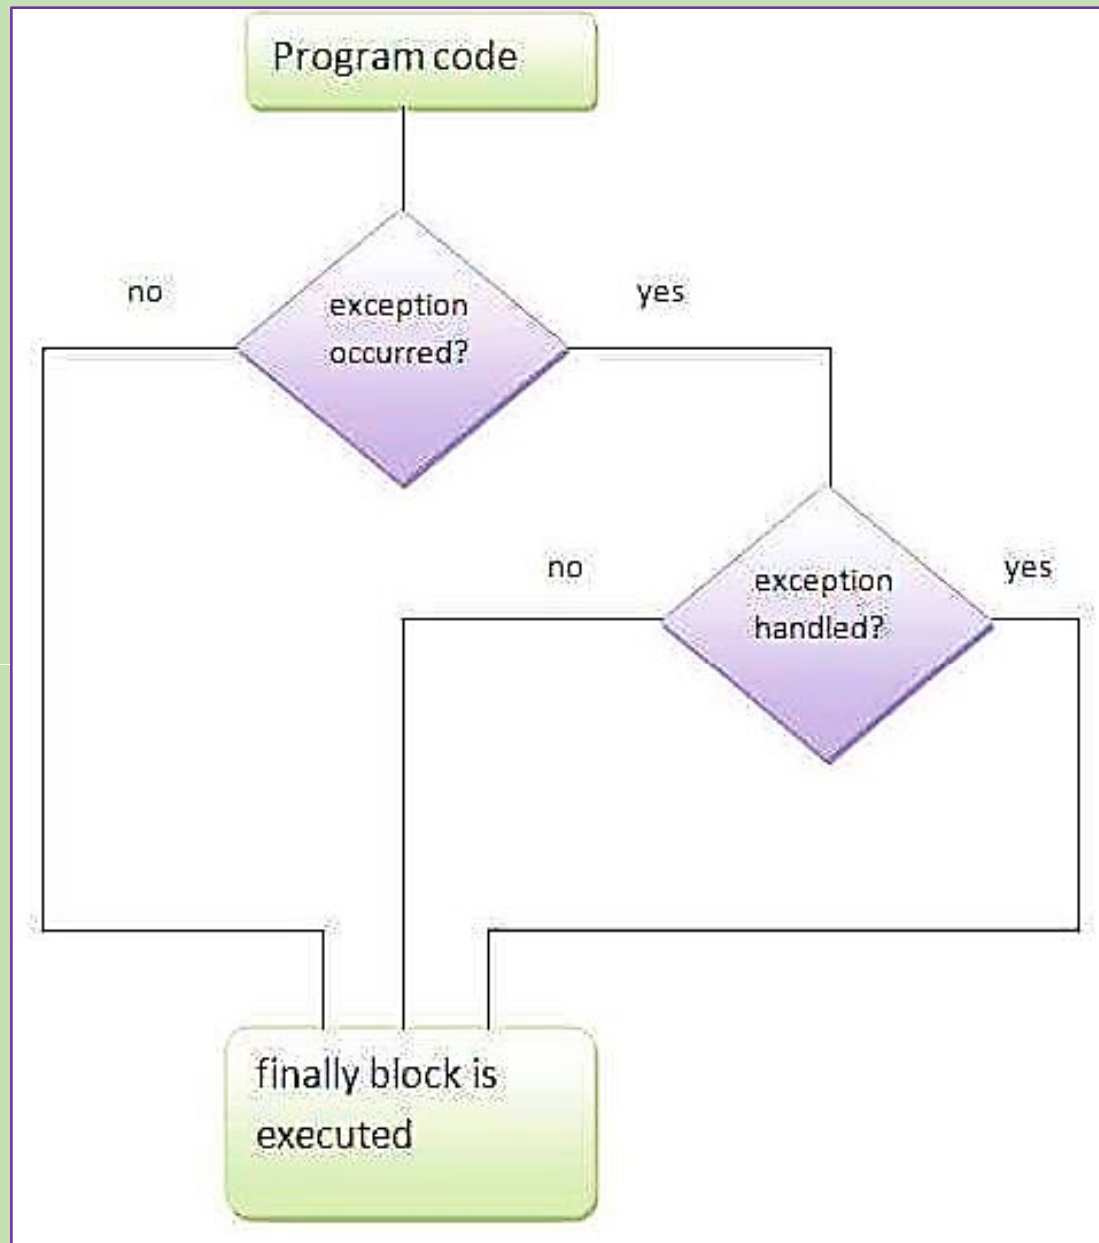 Program code
no
yes
exception
occurred?
no
yes
exception
handled?
finally block is
executed